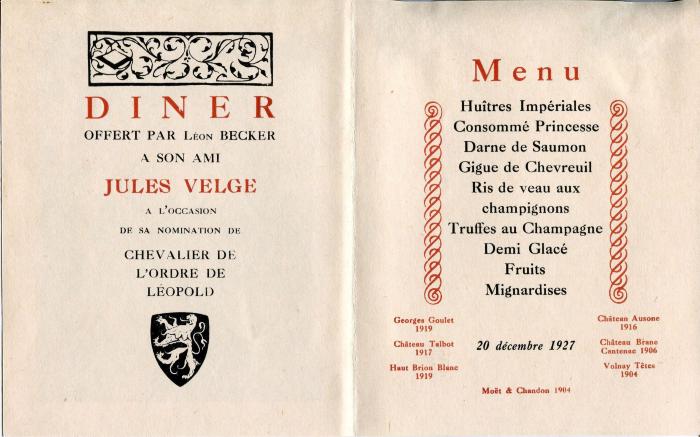 DINER
OFFERT PAR LÉON BECKER
A SON AMI
JULES VELGE
A L'OCCASION
DE SA NOMINATION DE
CHEVALIER DE
L'ORDRE DE
LÉOPOLD
Menu
Huîtres Impériales
Consommé Princesse
Darne de Saumon
Gigue de Chevreuil
Ris de veau aux
champignons
Truffes au Champagne
Demi Glacé
Fruits
Mignardises
Georges Goulet
1919
Château Talbot
1917
Haut Brion Blanc
1919
20 décembre 1927
Château Ausone
1916
Château Brane
Cantenac 1906
Volnay Têtes
1904
Moët & Chandon 1904